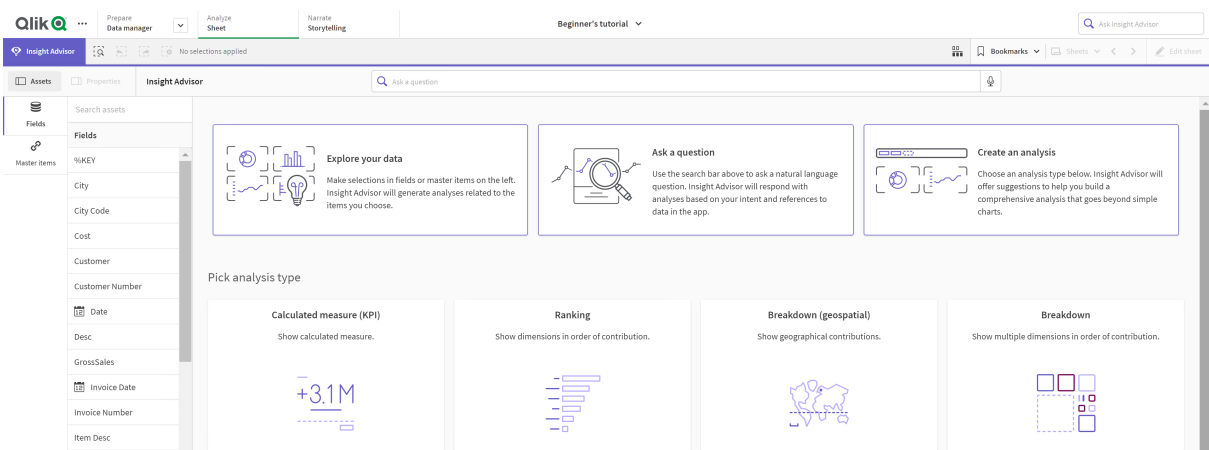 Qlik
Prepare
Data manager
Analyze
Sheet
Narrate
Storytelling
Beginner's tutorial
Ask Insight Advisor
Insight Advisor
No selections applied
Bookmarks
Sheets
Edit sheet
Assets
Properties
Insight Advisor
Ask a question
Fields
Master items
Search assets
Fields
%KEY
City
City Code
Cost
Customer
Customer Number
Date
Desc
GrossSales
Invoice Date
Invoice Number
Item Desc
Explore your data
Make selections in fields or master items on the left.
Insight Advisor will generate analyses related to the
items you choose.
Ask a question
Use the search bar above to ask a natural language
question. Insight Advisor will respond with
analyses based on your intent and references to
data in the app.
Create an analysis
Choose an analysis type below. Insight Advisor will
offer suggestions to help you build a
comprehensive analysis that goes beyond simple
charts.
Pick analysis type
Calculated measure (KPI)
Show calculated measure.
+3.1M
Ranking
Show dimensions in order of contribution.
Breakdown (geospatial)
Show geographical contributions.
Breakdown
Show multiple dimensions in order of contribution.